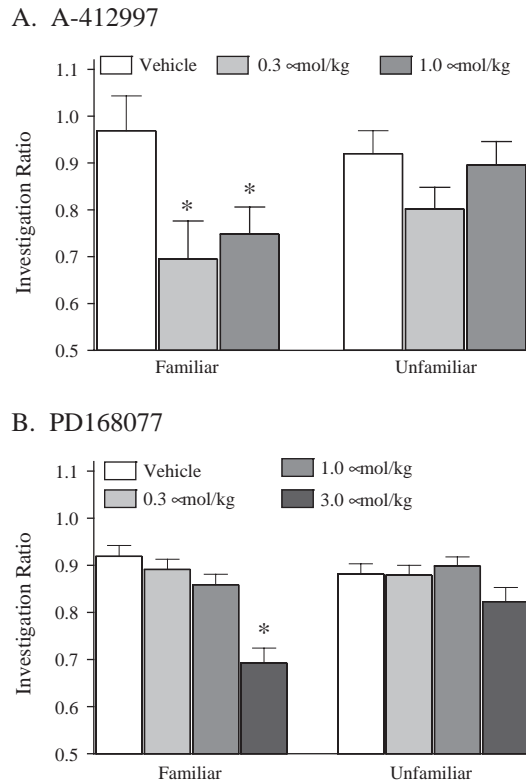 A. A-412997
Vehicle 0.3 ∝mol/kg 1.0 ∝mol/kg
1.1
1.0
0.9
0.8
0.7
0.6
0.5
Investigation Ratio
* *
Familiar Unfamiliar
B. PD168077
Vehicle 1.0 ∝mol/kg
0.3 ∝mol/kg 3.0 ∝mol/kg
1.1
1.0
0.9
0.8
0.7
0.6
0.5
Investigation Ratio
*
Familiar Unfamiliar